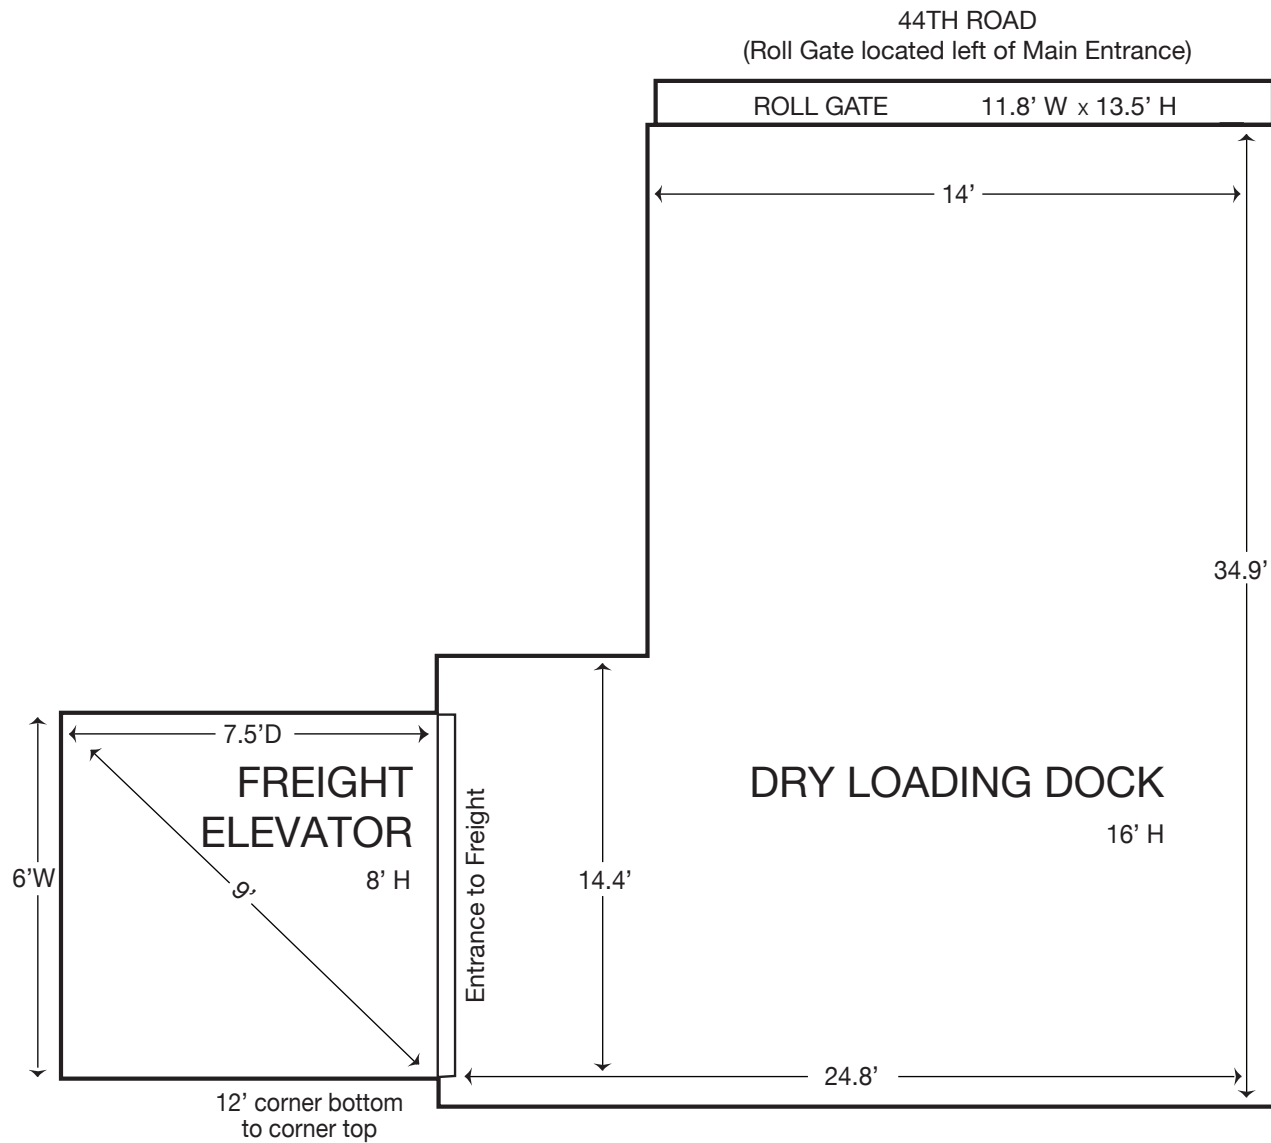 44TH ROAD
(Roll Gate located left of Main Entrance)
ROLL GATE 11.8’ W x 13.5’ H
14’
34.9’
7.5’D
FREIGHT
ELEVATOR
8’ H
6’W
9’
Entrance to Freight
14.4’
DRY LOADING DOCK
16’ H
24.8’
12’ corner bottom
to corner top